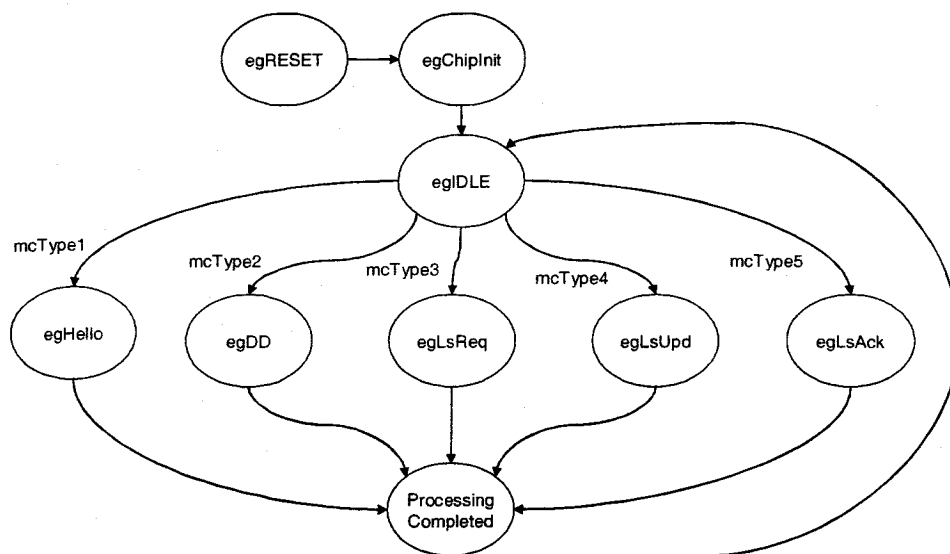 egRESET
egChipInit
egIDLE
mcType1
mcType2
mcType3
mcType4
mcType5
egHello
egDD
egLsReq
egLsUpd
egLsAck
Processing
Completed